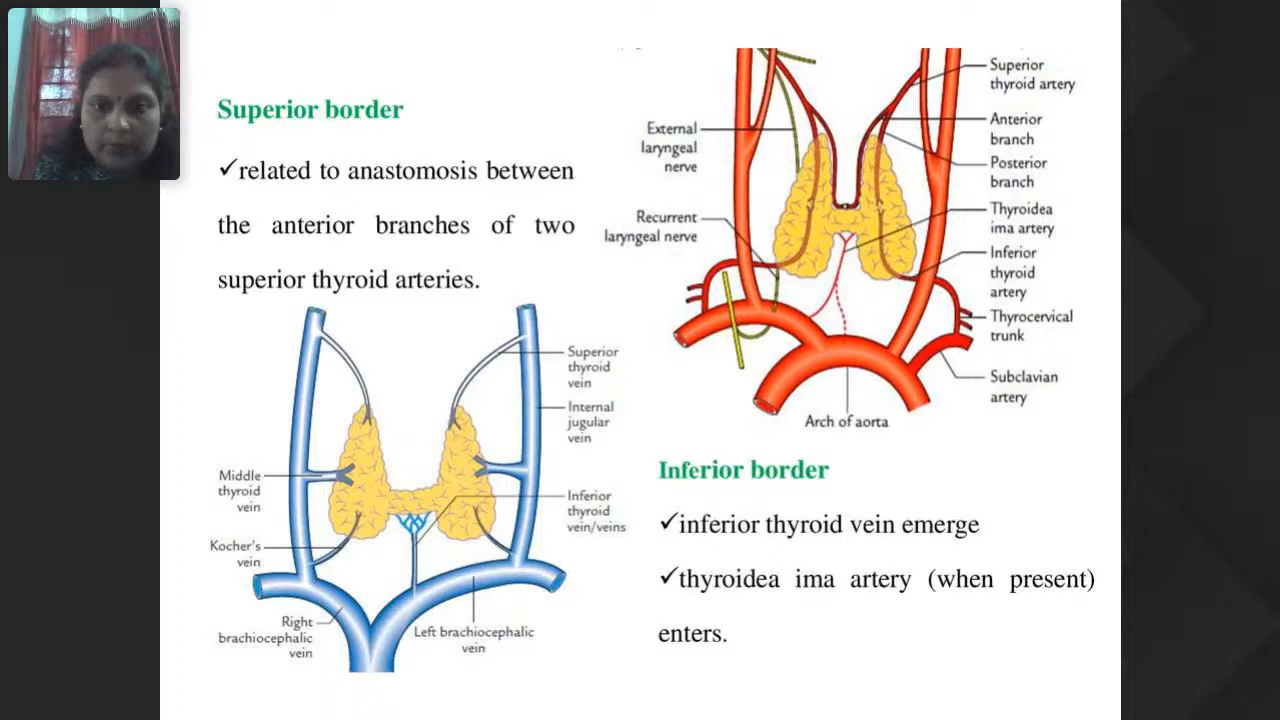 Superior border
✓related to anastomosis between
the anterior branches of two
superior thyroid arteries.
External
laryngeal
nerve
Recurrent
laryngeal nerve
Superior
thyroid artery
Anterior
branch
Posterior
branch
Thyroidea
ima artery
Inferior
thyroid
artery
Thyrocervical
trunk
Subclavian
artery
Arch of aorta
Superior
thyroid
vein
Internal
jugular
vein
Middle
thyroid
vein
Inferior
thyroid
vein/veins
Kocher's
vein
Right
brachiocephalic
vein
Left brachiocephalic
vein
Inferior border
✓inferior thyroid vein emerge
✓thyroidea ima artery (when present)
enters.